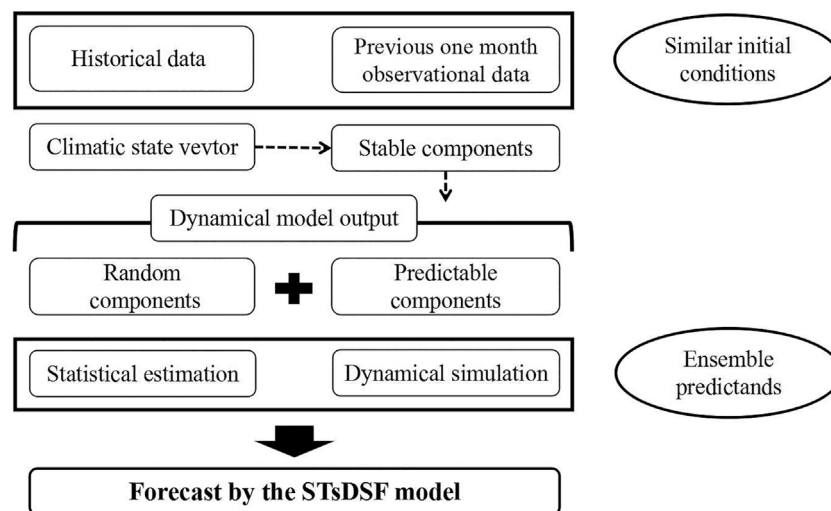 Historical data
Previous one month
observational data
Similar initial
conditions
Climatic state vevtor
Stable components
Dynamical model output
Random
components
Predictable
components
Statistical estimation
Dynamical simulation
Ensemble
predictands
Forecast by the STsDSF model